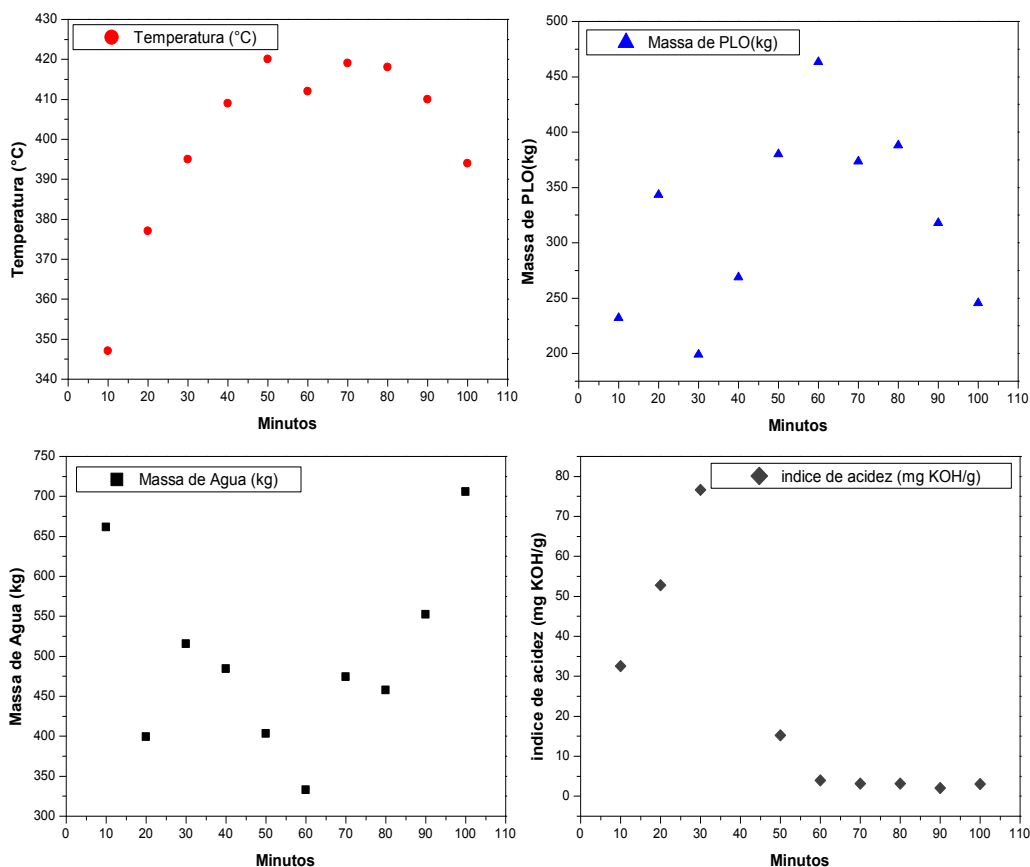 Temperatura (°C)
430
420
410
400
390
380
370
360
350
340
Temperatura (°C)
0 10 20 30 40 50 60 70 80 90 100 110
Minutos
Massa de PLO(kg)
500
450
400
350
300
250
200
Massa de PLO(kg)
0 10 20 30 40 50 60 70 80 90 100 110
Minutos
Massa de Agua (kg)
750
700
650
600
550
500
450
400
350
300
Massa de Agua (kg)
0 10 20 30 40 50 60 70 80 90 100 110
Minutos
indice de acidez (mg KOH/g)
80
70
60
50
40
30
20
10
0
indice de acidez (mg KOH/g)
0 10 20 30 40 50 60 70 80 90 100 110
Minutos